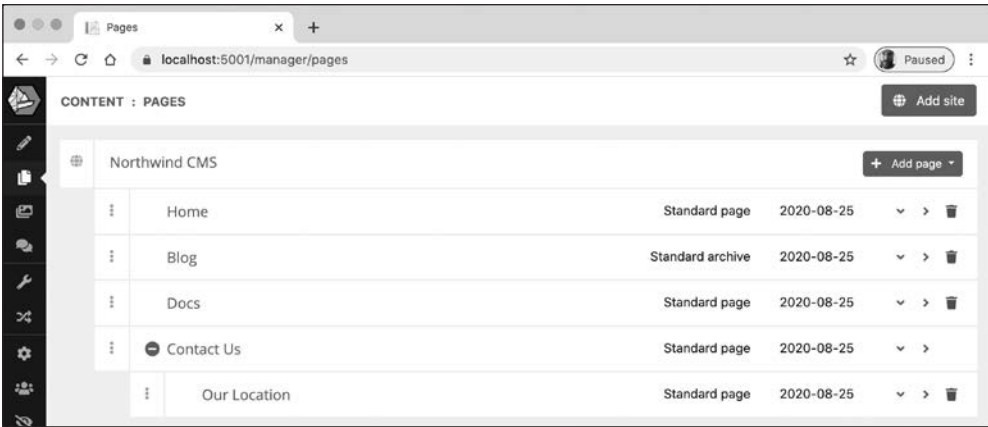 Pages
localhost:5001/manager/pages
Paused
CONTENT : PAGES
Add site
Northwind CMS
+ Add page
Home Standard page 2020-08-25
Blog Standard archive 2020-08-25
Docs Standard page 2020-08-25
Contact Us Standard page 2020-08-25
Our Location Standard page 2020-08-25